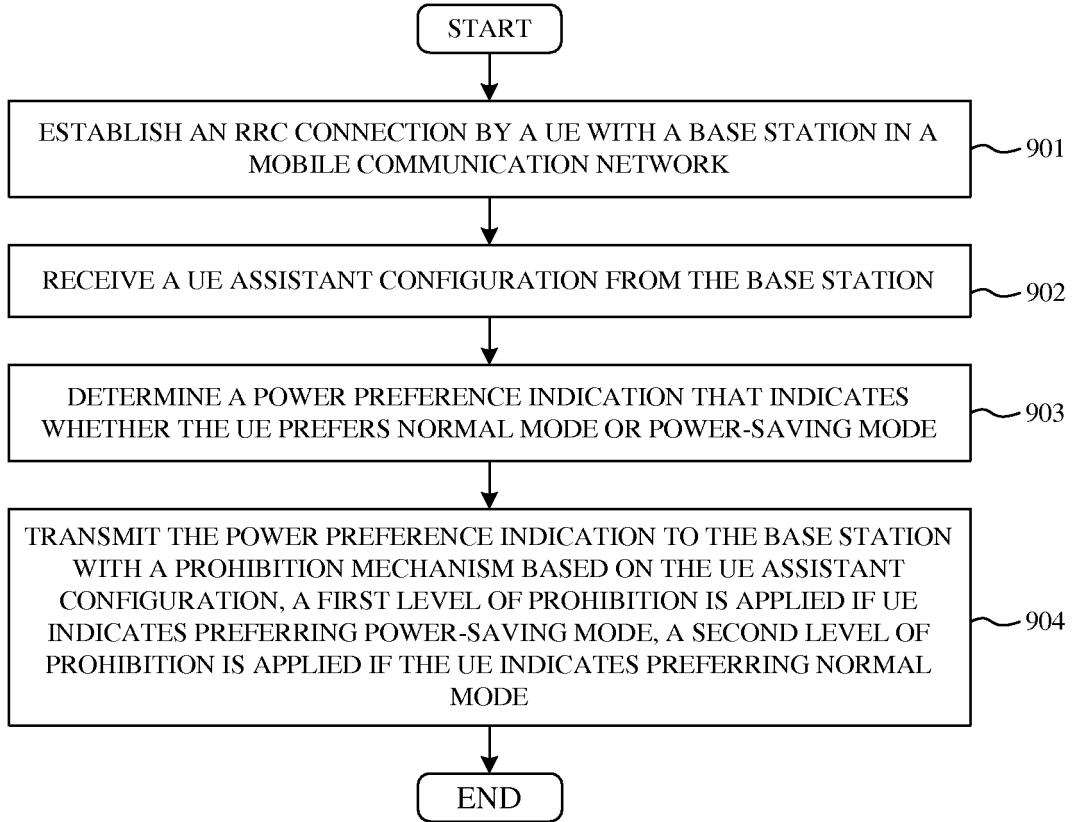 START
ESTABLISH AN RRC CONNECTION BY A UE WITH A BASE STATION IN A
MOBILE COMMUNICATION NETWORK
901
RECEIVE A UE ASSISTANT CONFIGURATION FROM THE BASE STATION
902
DETERMINE A POWER PREFERENCE INDICATION THAT INDICATES
WHETHER THE UE PREFERS NORMAL MODE OR POWER-SAVING MODE
903
TRANSMIT THE POWER PREFERENCE INDICATION TO THE BASE STATION
WITH A PROHIBITION MECHANISM BASED ON THE UE ASSISTANT
CONFIGURATION, A FIRST LEVEL OF PROHIBITION IS APPLIED IF UE
INDICATES PREFERRING POWER-SAVING MODE, A SECOND LEVEL OF
PROHIBITION IS APPLIED IF THE UE INDICATES PREFERRING NORMAL
MODE
904
END